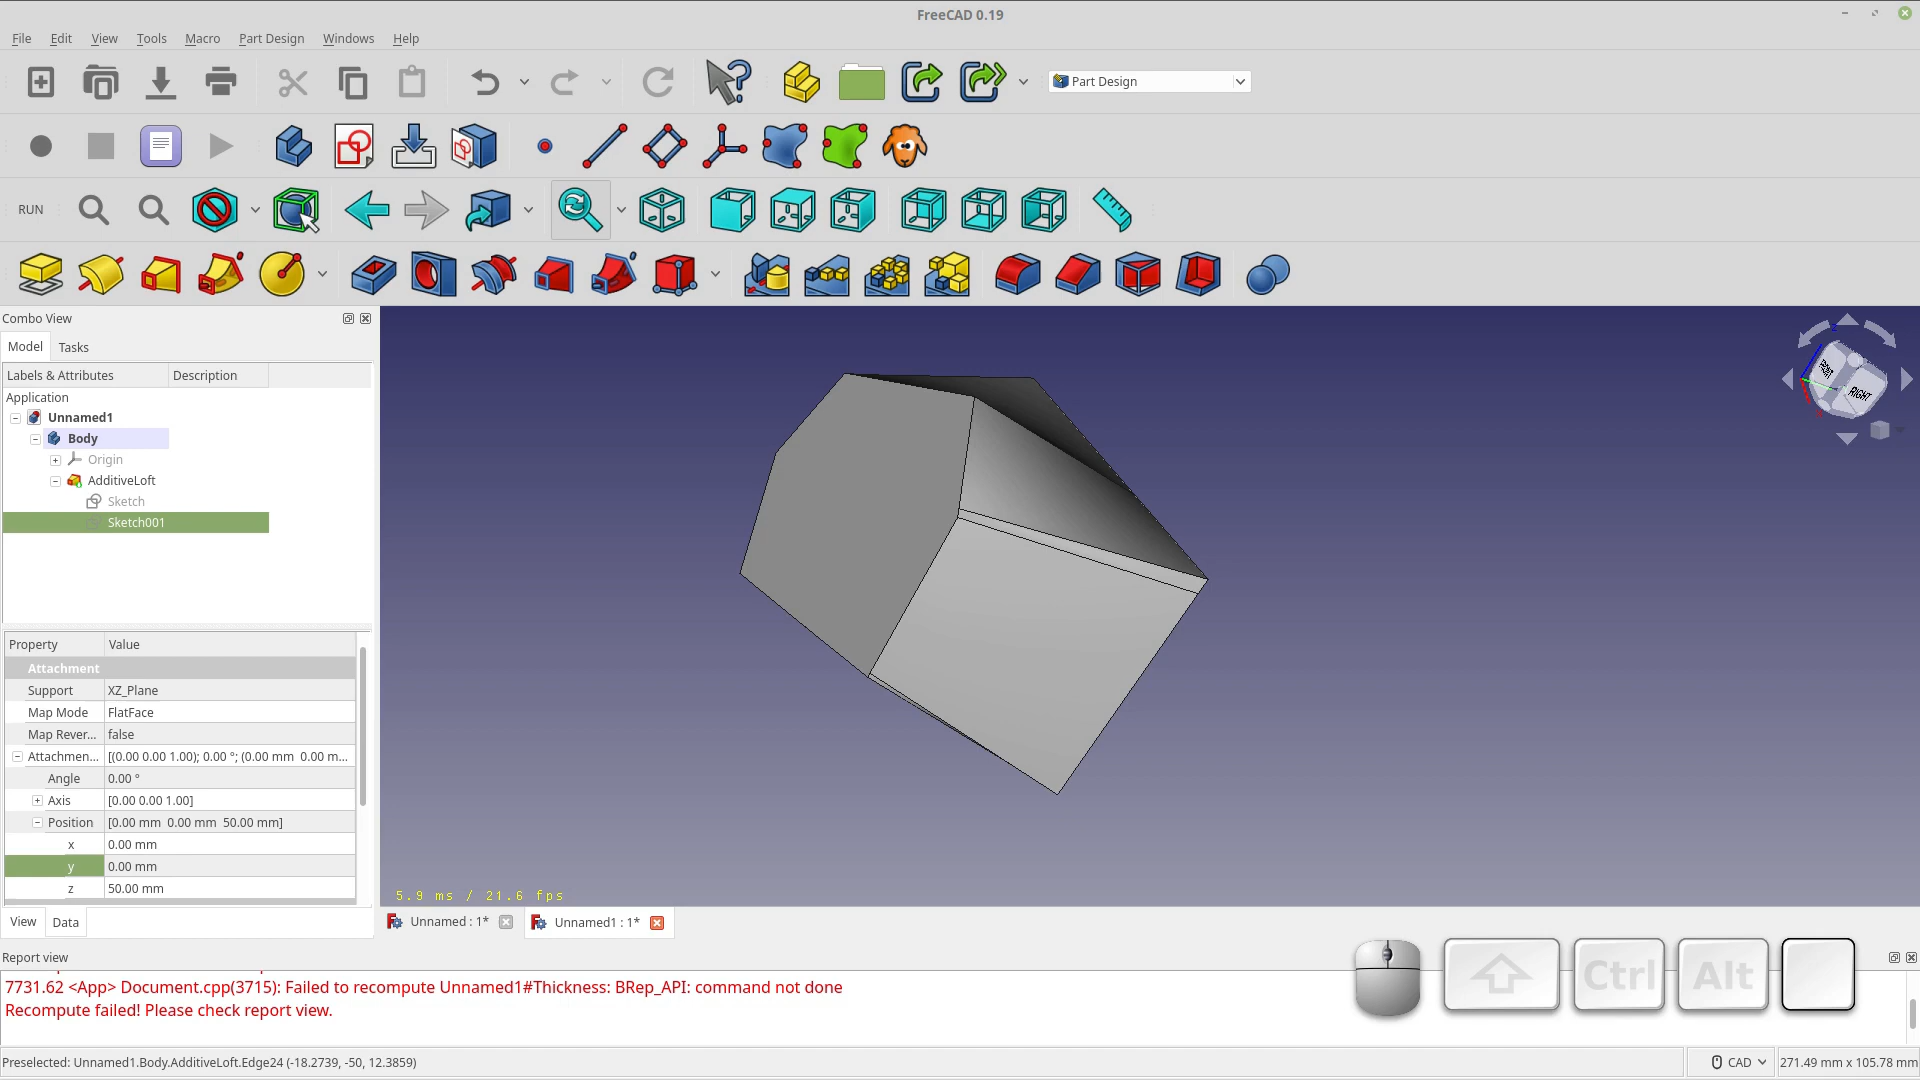 FreeCAD 0.19
File Edit View Tools Macro Part Design Windows Help
Part Design
RUN
Combo View
Model Tasks
Labels & Attributes Description
Application
Unnamed1
Body
Origin
AdditiveLoft
Sketch
Sketch001
Property Value
Attachment
Support XZ_Plane
Map Mode FlatFace
Map Rever... false
Attachmen... [(0.00 0.00 1.00); 0.00 °; (0.00 mm 0.00 m...
Angle 0.00 °
Axis [0.00 0.00 1.00]
Position [0.00 mm 0.00 mm 50.00 mm]
x 0.00 mm
y 0.00 mm
z 50.00 mm
View Data
FRONT
RIGHT
5.9 ms / 21.6 fps
Unnamed : 1*
Unnamed1 : 1*
Report view
7731.62 <App> Document.cpp(3715): Failed to recompute Unnamed1#Thickness: BRep_API: command not done
Recompute failed! Please check report view.
Ctrl
Alt
Preselected: Unnamed1.Body.AdditiveLoft.Edge24 (-18.2739, -50, 12.3859)
CAD
271.49 mm x 105.78 mm